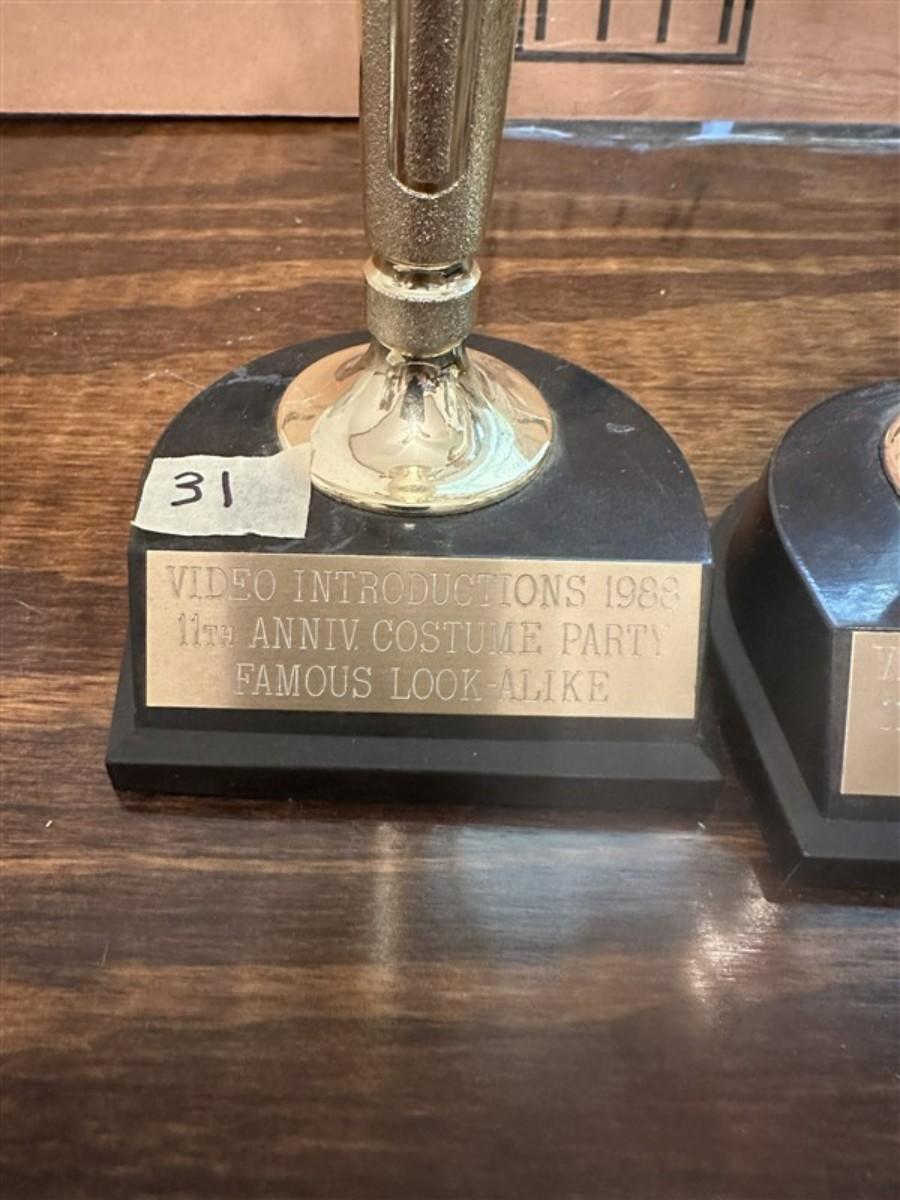 31
VIDEO INTRODUCTIONS 1988
11TH ANNIV. COSTUME PARTY
FAMOUS LOOK-ALIKE